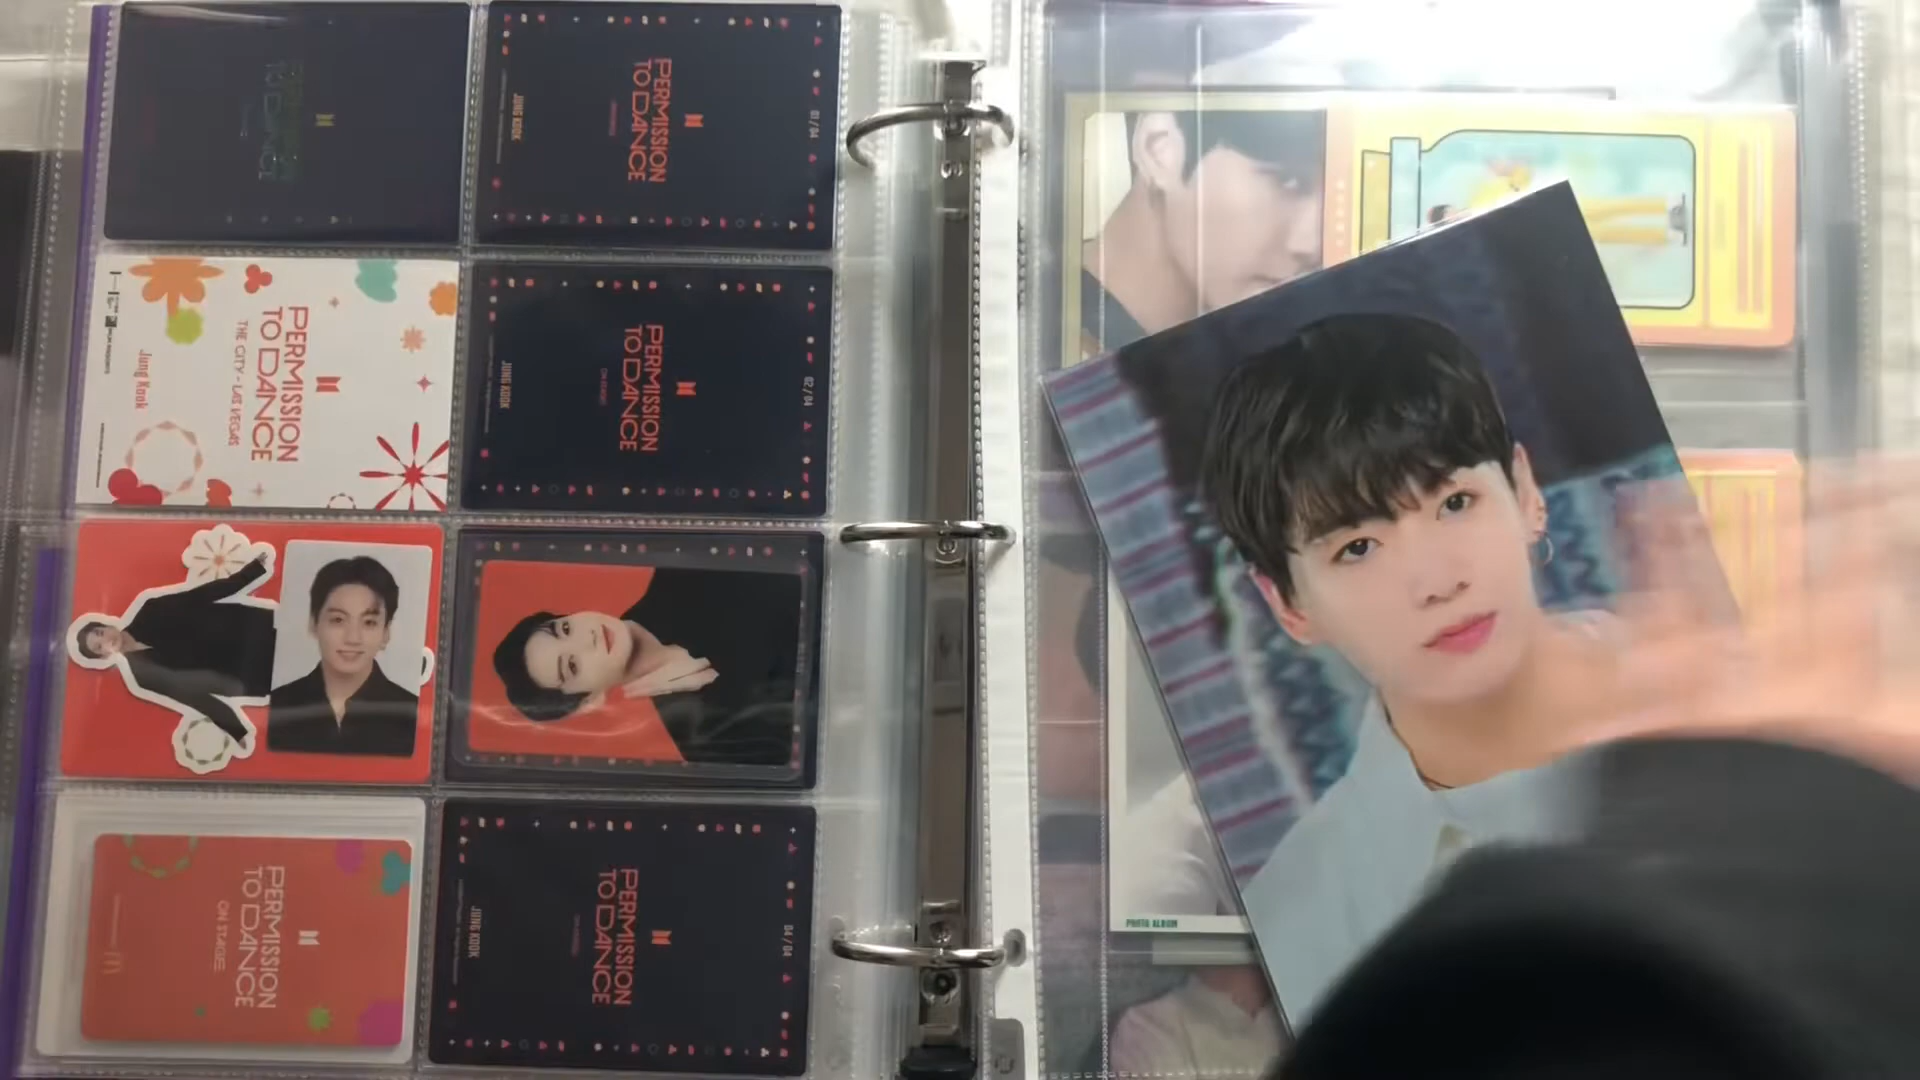 PERMISSION
TO DANCE
PERMISSION
TO DANCE
JUNG KOOK
01/04
PERMISSION
TO DANCE
THE CITY - LAS VEGAS
Jung Kook
PERMISSION
TO DANCE
ON STAGE
JUNG KOOK
02/04
PERMISSION
TO DANCE
ON STAGE
PERMISSION
TO DANCE
JUNG KOOK
04/04
PHOTO ALBUM